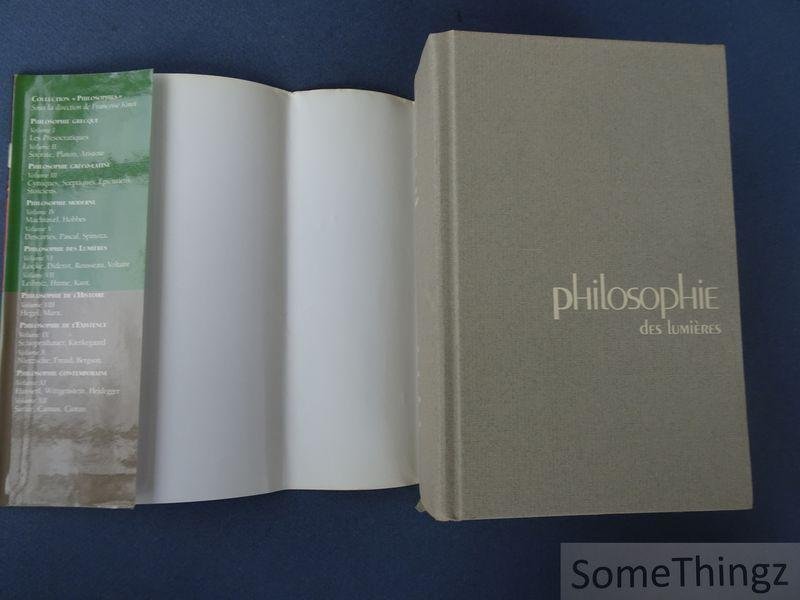 COLLECTION « PHILOSOPHES »
Sous la direction de Françoise Kinot
PHILOSOPHIE GRECQUE
Volume I
Les Présocratiques
Volume II
Socrate, Platon, Aristote
PHILOSOPHIE GRÉCO-LATINE
Volume III
Cyniques, Sceptiques, Épicuriens,
Stoïciens
PHILOSOPHIE MODERNE
Volume IV
Machiavel, Hobbes
Volume V
Descartes, Pascal, Spinoza
PHILOSOPHIE DES LUMIÈRES
Volume VI
Locke, Diderot, Rousseau, Voltaire
Volume VII
Leibniz, Hume, Kant
PHILOSOPHIE DE L'HISTOIRE
Volume VIII
Hegel, Marx
PHILOSOPHIE DE L'EXISTENCE
Volume IX
Schopenhauer, Kierkegaard
Volume X
Nietzsche, Freud, Bergson
PHILOSOPHIE CONTEMPORAINE
Volume XI
Husserl, Wittgenstein, Heidegger
Volume XII
Sartre, Camus,
philosophie
des lumières
SomeThingz